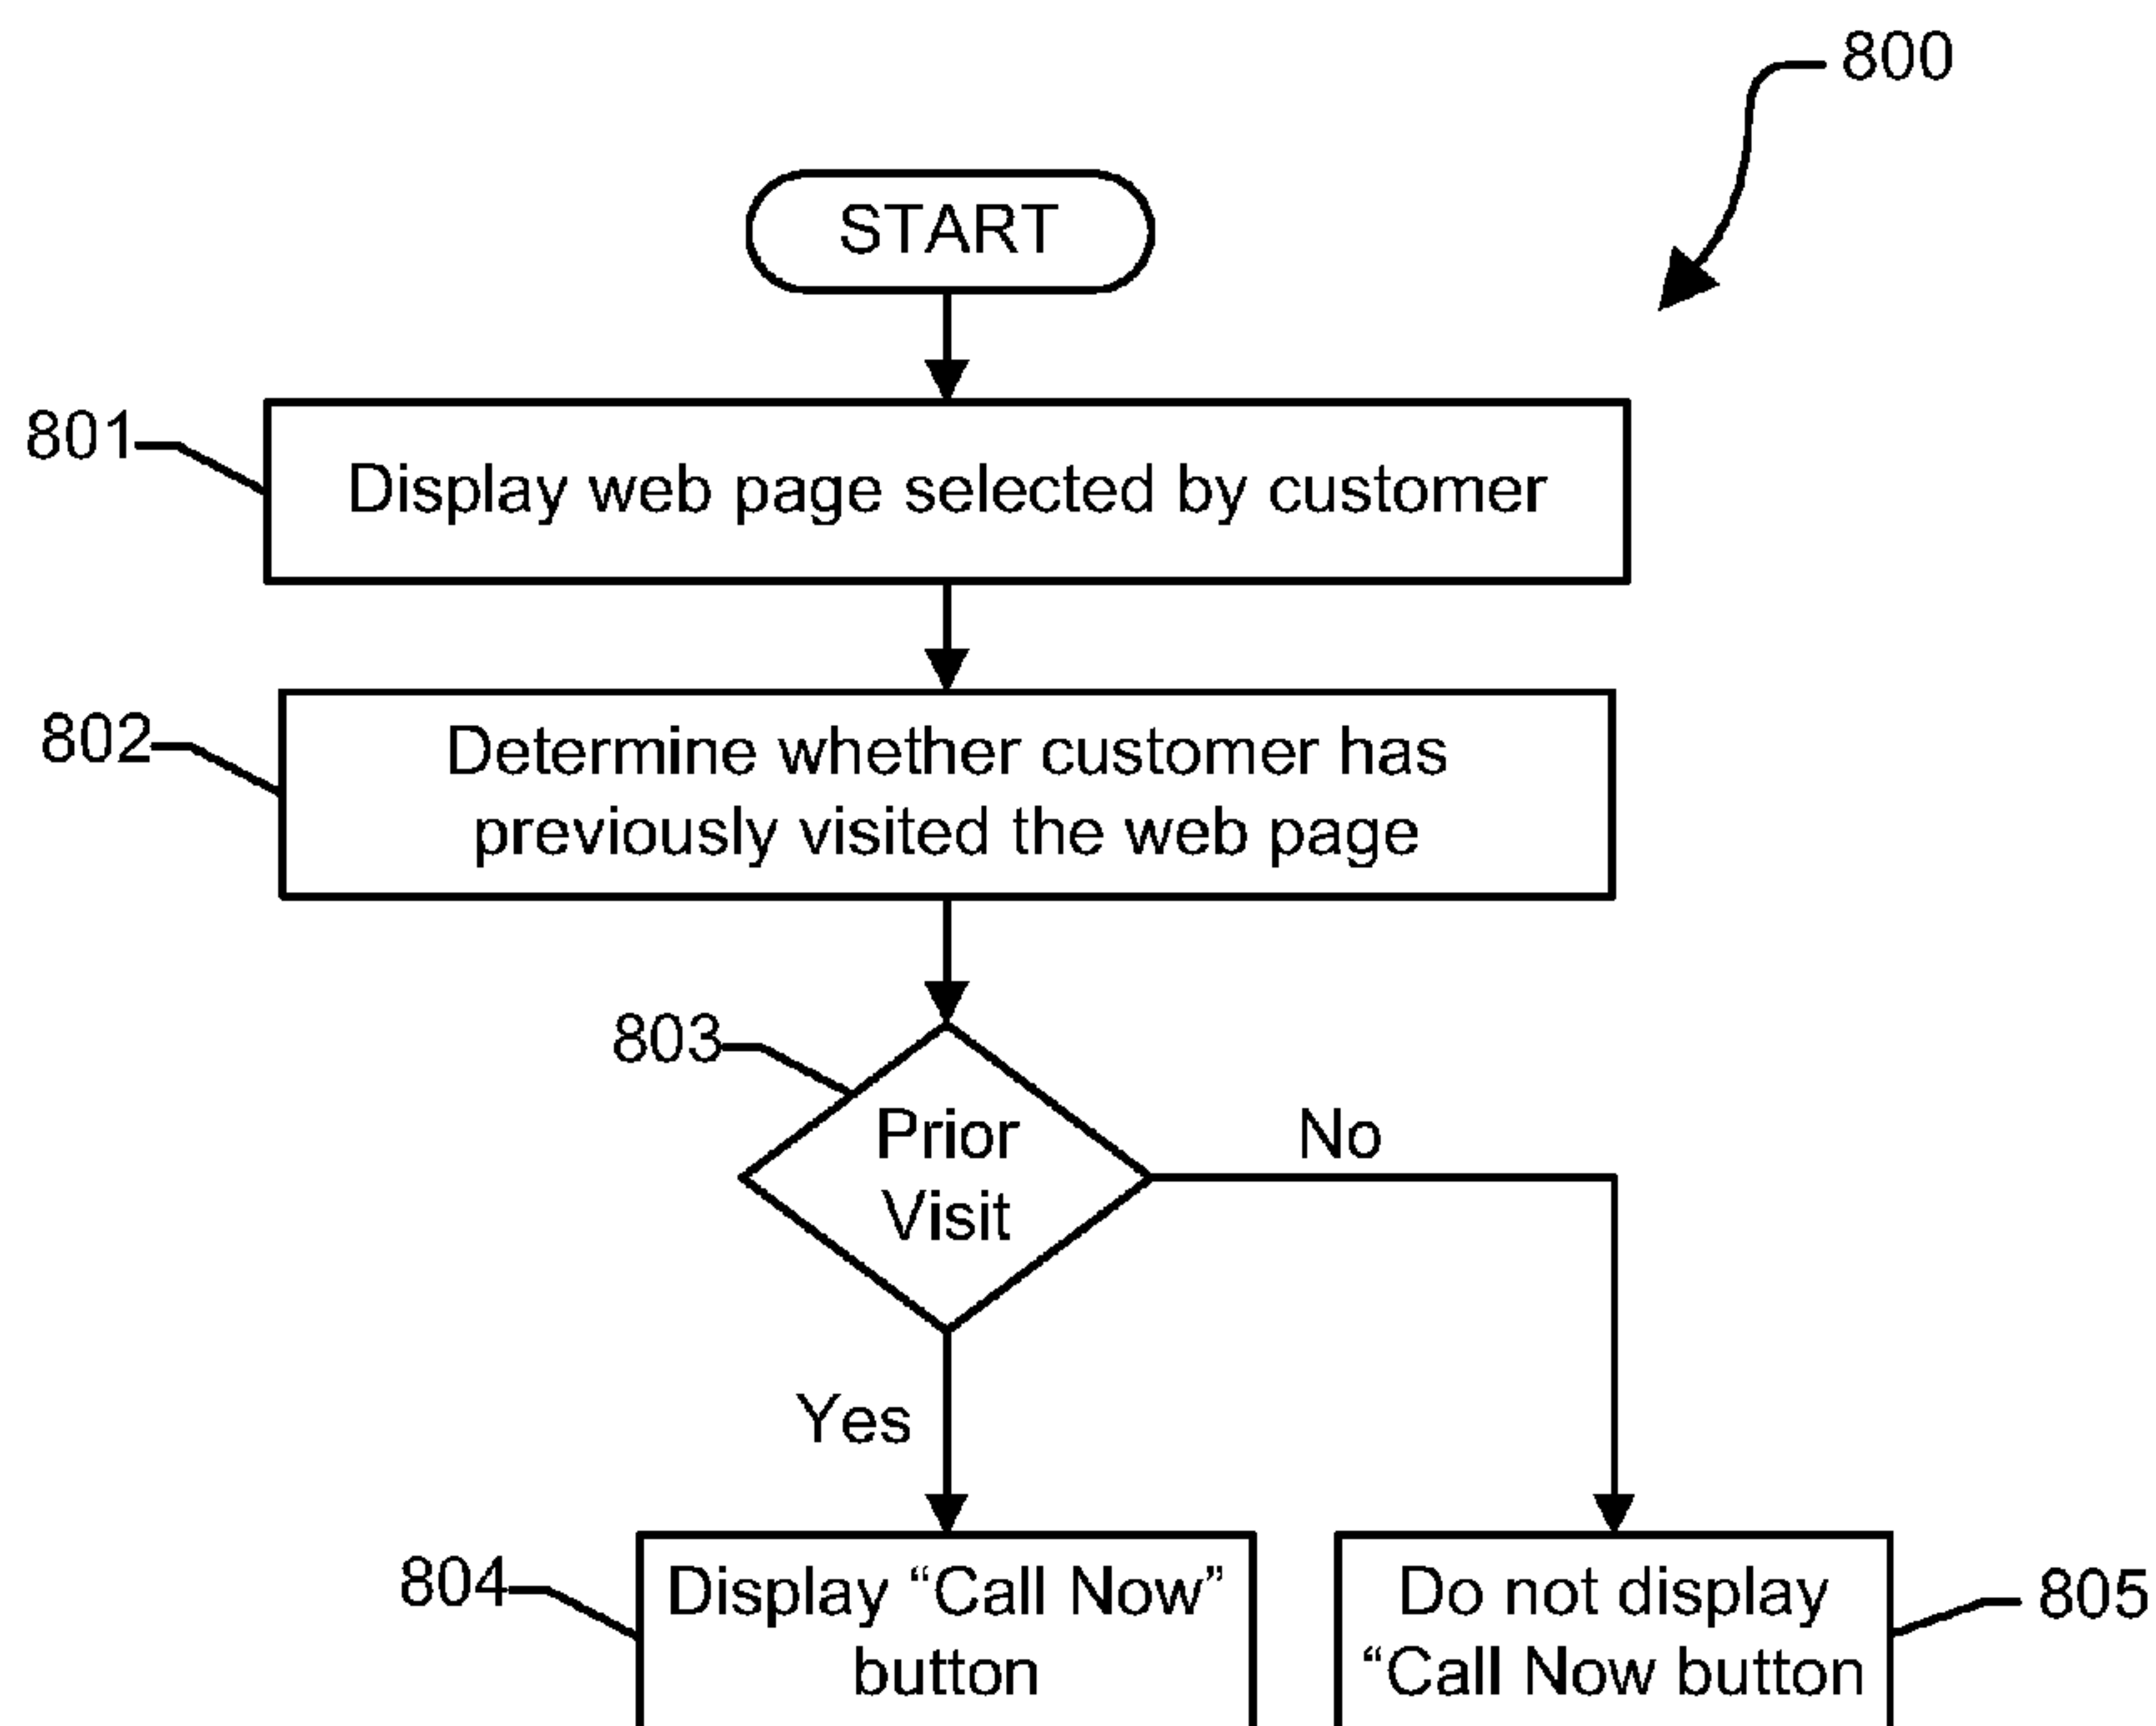 800
START
801
Display web page selected by customer
802
Determine whether customer has
previously visited the web page
803
Prior
Visit
No
Yes
804
Display “Call Now”
button
Do not display
“Call Now button
805